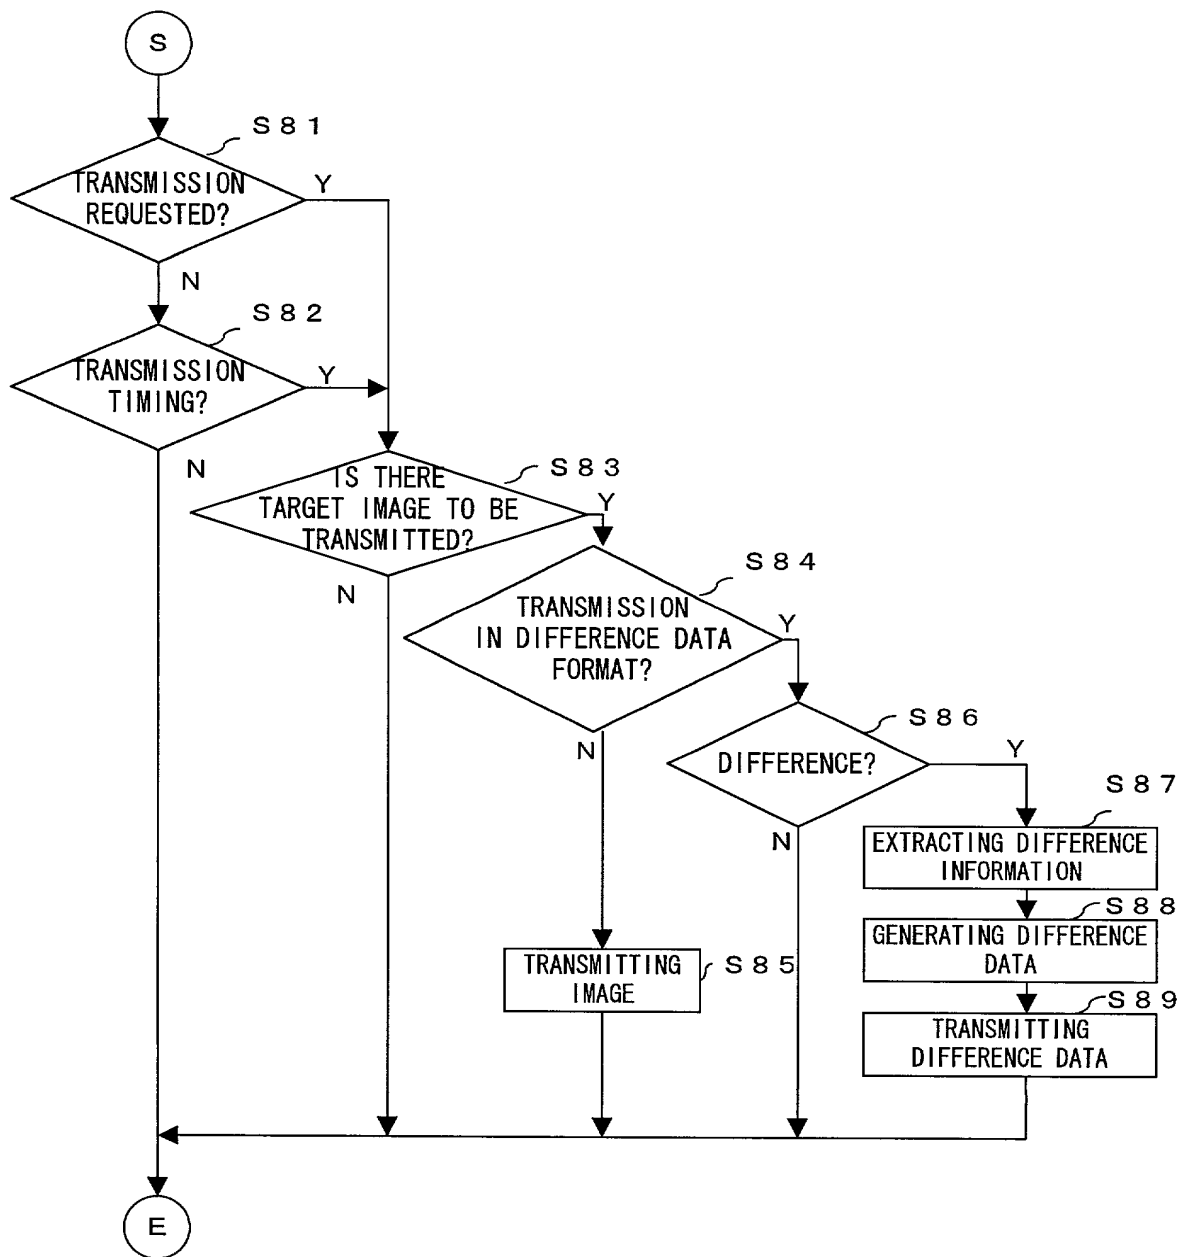 S
S81
TRANSMISSION
REQUESTED?
Y
N
S82
TRANSMISSION
TIMING?
Y
N
S83
IS THERE
TARGET IMAGE TO BE
TRANSMITTED?
Y
N
S84
TRANSMISSION
IN DIFFERENCE DATA
FORMAT?
Y
N
S86
DIFFERENCE?
Y
N
S87
EXTRACTING DIFFERENCE
INFORMATION
S88
GENERATING DIFFERENCE
DATA
S85
TRANSMITTING
IMAGE
S89
TRANSMITTING
DIFFERENCE DATA
E